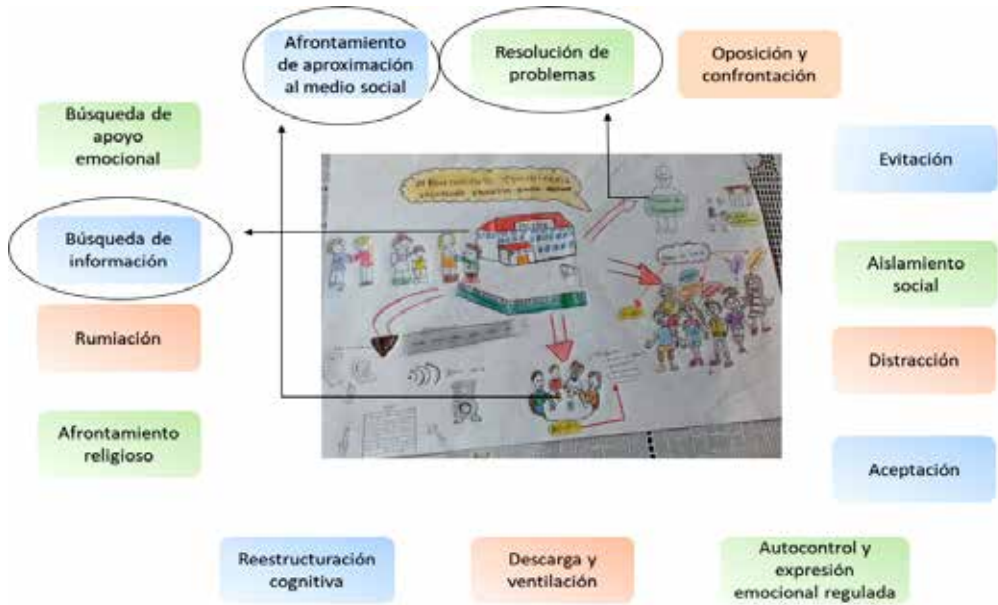 Afrontamiento
de aproximación
al medio social
Resolución de
problemas
Oposición y
confrontación
Búsqueda de
apoyo
emocional
Evitación
Búsqueda de
información
Aislamiento
social
Rumiación
Distracción
Afrontamiento
religioso
Aceptación
Reestructuración
cognitiva
Descarga y
ventilación
Autocontrol y
expresión
emocional regulada